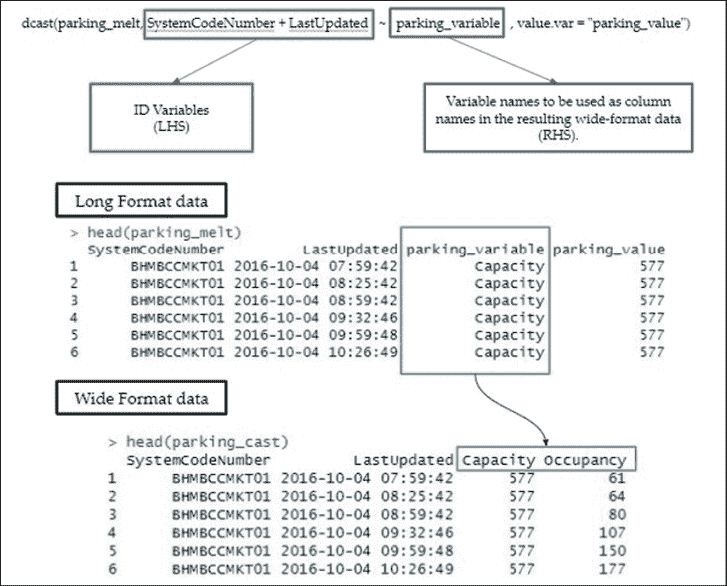 dcast(parking_melt, SystemCodeNumber + LastUpdated ~ parking_variable , value.var = "parking_value")
ID Variables
(LHS)
Variable names to be used as column
names in the resulting wide-format data
(RHS).
Long Format data
> head(parking_melt)
SystemCodeNumber LastUpdated parking_variable parking_value
1 BHMBCCMKT01 2016-10-04 07:59:42 Capacity 577
2 BHMBCCMKT01 2016-10-04 08:25:42 Capacity 577
3 BHMBCCMKT01 2016-10-04 08:59:42 Capacity 577
4 BHMBCCMKT01 2016-10-04 09:32:46 Capacity 577
5 BHMBCCMKT01 2016-10-04 09:59:48 Capacity 577
6 BHMBCCMKT01 2016-10-04 10:26:49 Capacity 577
Wide Format data
> head(parking_cast)
SystemCodeNumber LastUpdated Capacity Occupancy
1 BHMBCCMKT01 2016-10-04 07:59:42 577 61
2 BHMBCCMKT01 2016-10-04 08:25:42 577 64
3 BHMBCCMKT01 2016-10-04 08:59:42 577 80
4 BHMBCCMKT01 2016-10-04 09:32:46 577 107
5 BHMBCCMKT01 2016-10-04 09:59:48 577 150
6 BHMBCCMKT01 2016-10-04 10:26:49 577 177